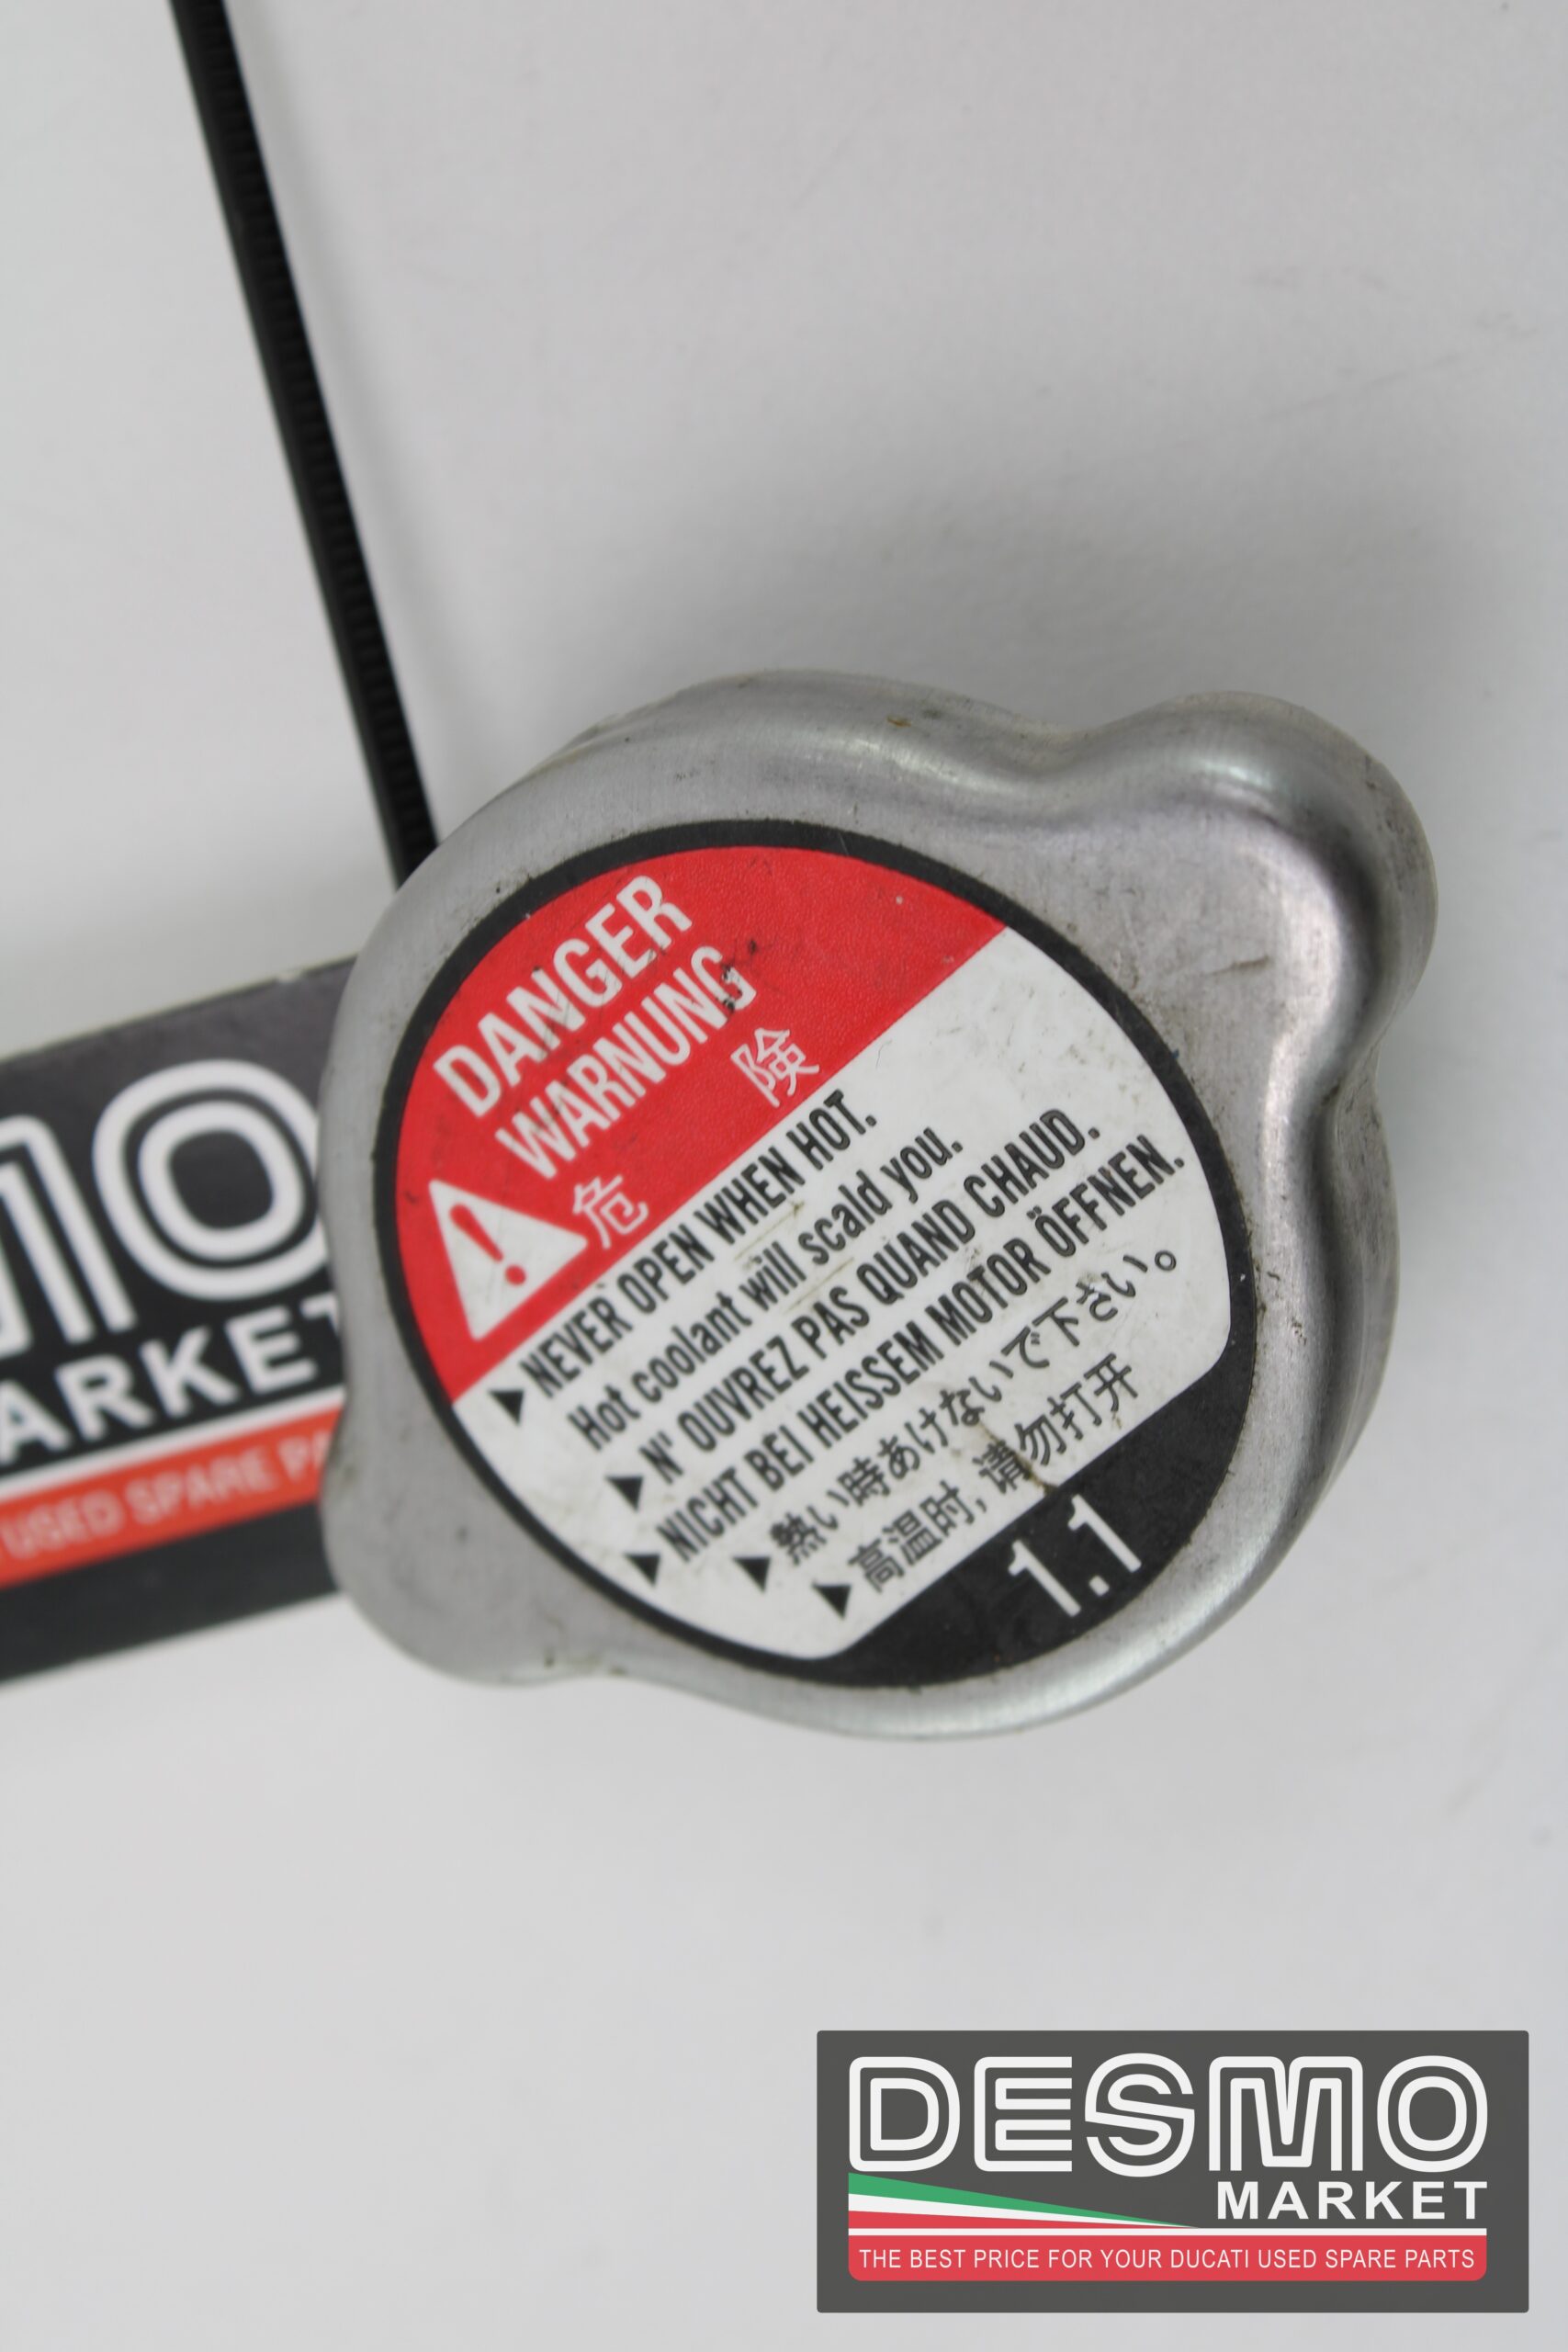 DANGER
WARNUNG
危 険
NEVER OPEN WHEN HOT.
Hot coolant will scald you.
N' OUVREZ PAS QUAND CHAUD.
NICHT BEI HEISSEM MOTOR ÖFFNEN.
熱い時あけないで下さい。
高温时, 请勿打开
1.1
MO
ARKET
USED SPARE PA
DESMO
MARKET
THE BEST PRICE FOR YOUR DUCATI USED SPARE PARTS